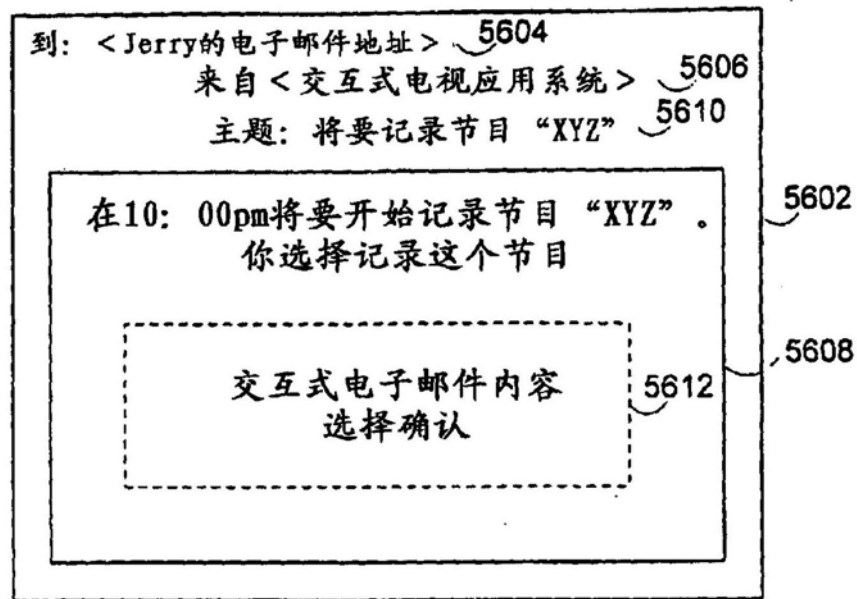 到: <Jerry的电子邮件地址> 5604
来自<交互式电视应用系统> 5606
主题: 将要记录节目 “XYZ” 5610
在10: 00pm将要开始记录节目 “XYZ” 。
你选择记录这个节目
5602
交互式电子邮件内容
选择确认
5608
5612